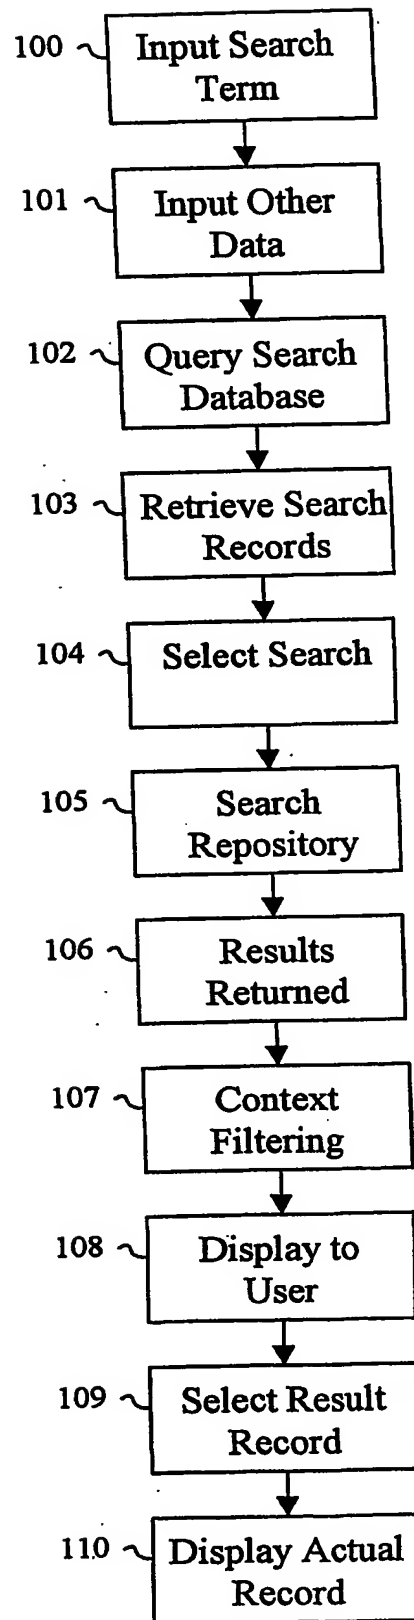 100
Input Search
Term
101
Input Other
Data
102
Query Search
Database
103
Retrieve Search
Records
104
Select Search
105
Search
Repository
106
Results
Returned
107
Context
Filtering
108
Display to
User
109
Select Result
Record
110
Display Actual
Record